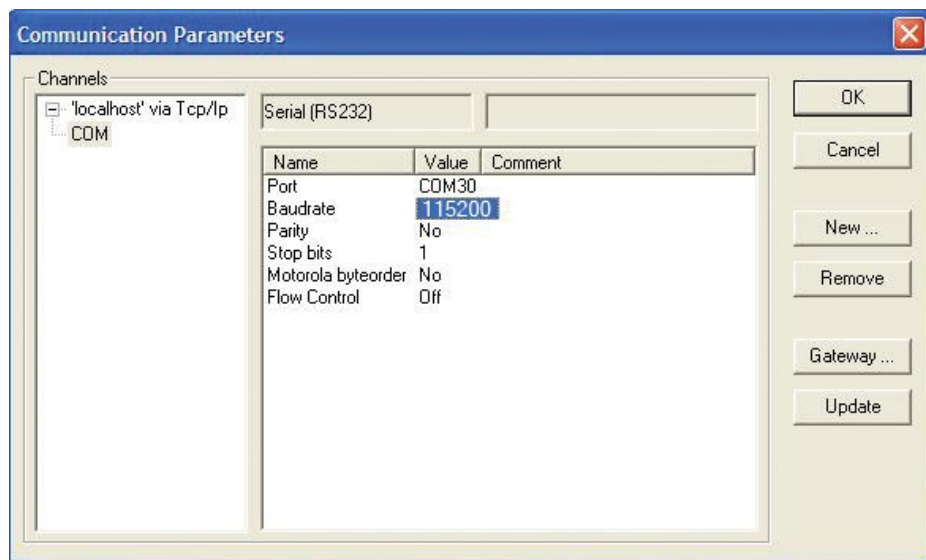 Communication Parameters
Channels
'localhost' via Tcp/Ip
COM
Serial (RS232)
Name Value Comment
Port COM30
Baudrate 115200
Parity No
Stop bits 1
Motorola byteorder No
Flow Control Off
OK
Cancel
New ...
Remove
Gateway ...
Update